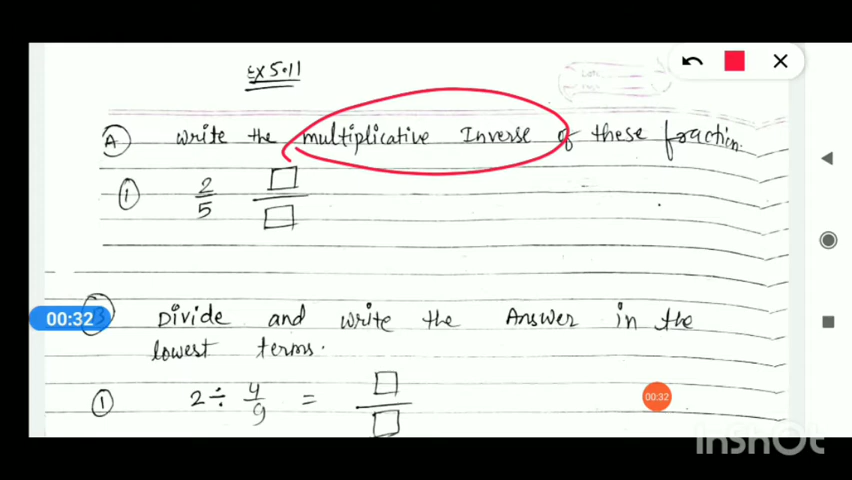 Ex 5.11
A write the multiplicative Inverse of these fraction.
1 2/5 □/□
00:32
B Divide and write the Answer in the
lowest terms.
1 2 ÷ 4/9 = □/□
00:32
InShOt